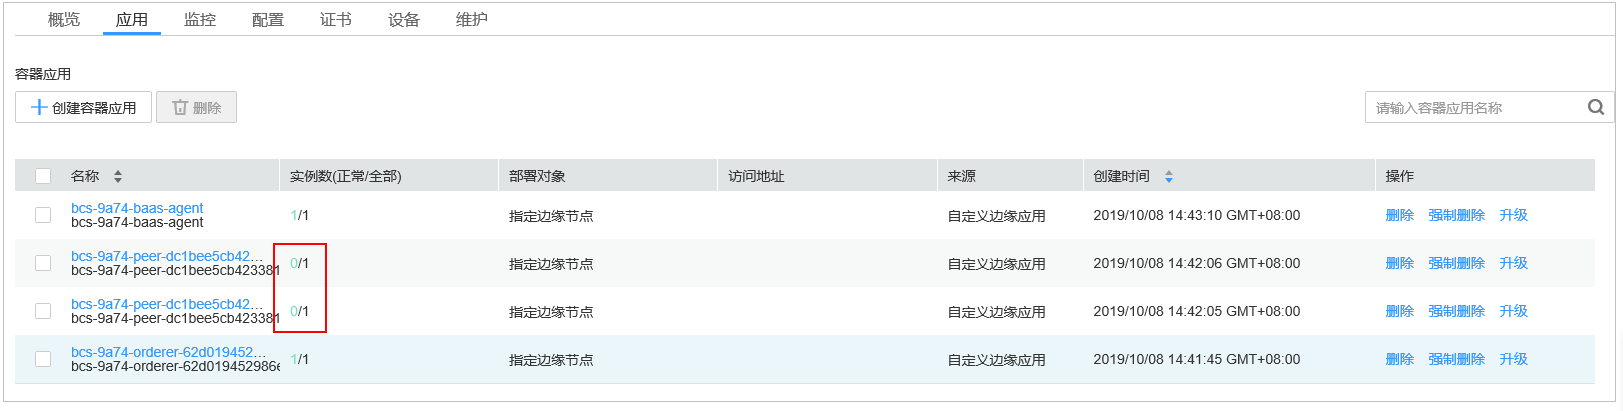 概览 应用 监控 配置 证书 设备 维护
容器应用
创建容器应用 删除 请输入容器应用名称
名称 实例数(正常/全部) 部署对象 访问地址 来源 创建时间 操作
bcs-9a74-baas-agent
bcs-9a74-baas-agent 1/1 指定边缘节点 自定义边缘应用 2019/10/08 14:43:10 GMT+08:00 删除 强制删除 升级
bcs-9a74-peer-dc1bee5cb42...
bcs-9a74-peer-dc1bee5cb423381 0/1 指定边缘节点 自定义边缘应用 2019/10/08 14:42:06 GMT+08:00 删除 强制删除 升级
bcs-9a74-peer-dc1bee5cb42...
bcs-9a74-peer-dc1bee5cb423381 0/1 指定边缘节点 自定义边缘应用 2019/10/08 14:42:05 GMT+08:00 删除 强制删除 升级
bcs-9a74-orderer-62d019452...
bcs-9a74-orderer-62d019452986e 1/1 指定边缘节点 自定义边缘应用 2019/10/08 14:41:45 GMT+08:00 删除 强制删除 升级